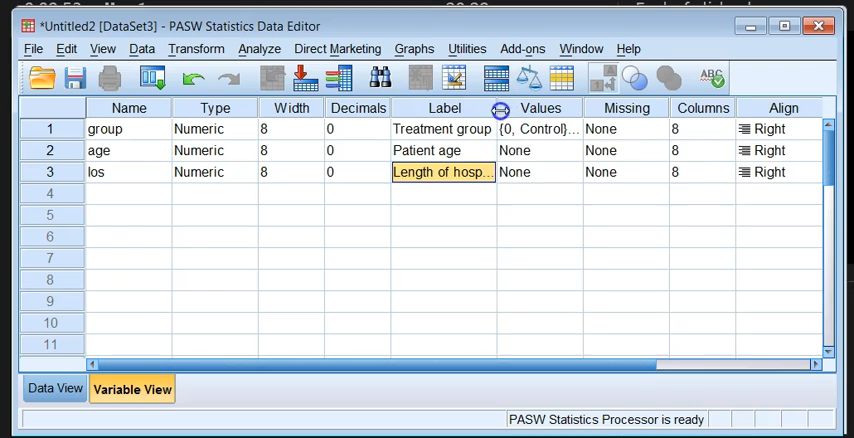 *Untitled2 [DataSet3] - PASW Statistics Data Editor
File Edit View Data Transform Analyze Direct Marketing Graphs Utilities Add-ons Window Help
Name Type Width Decimals Label Values Missing Columns Align
1 group Numeric 8 0 Treatment group {0, Control}... None 8 Right
2 age Numeric 8 0 Patient age None None 8 Right
3 los Numeric 8 0 Length of hosp... None None 8 Right
4
5
6
7
8
9
10
11
Data View Variable View
PASW Statistics Processor is ready